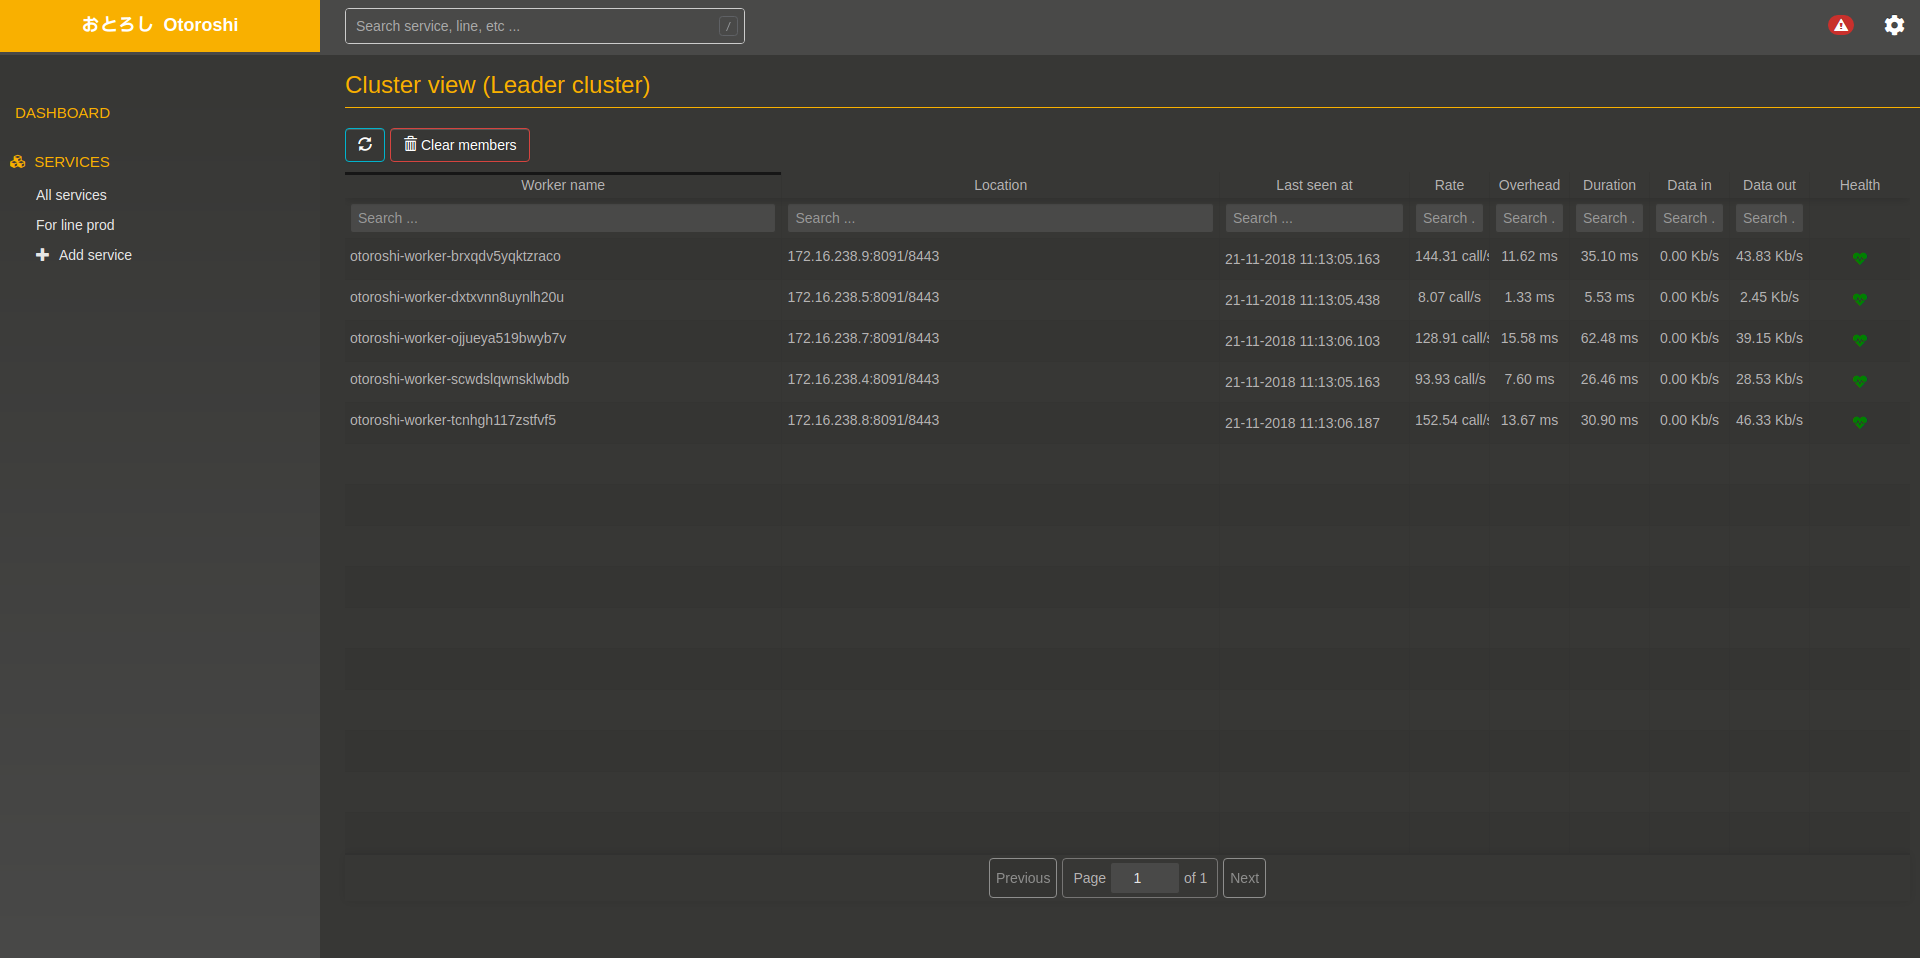 おとろし Otoroshi
Search service, line, etc ... /
DASHBOARD
SERVICES
All services
For line prod
Add service
Cluster view (Leader cluster)
Clear members
Worker name Location Last seen at Rate Overhead Duration Data in Data out Health
Search ... Search ... Search ... Search . Search . Search . Search . Search .
otoroshi-worker-brxqdv5yqktzraco 172.16.238.9:8091/8443 21-11-2018 11:13:05.163 144.31 call/s 11.62 ms 35.10 ms 0.00 Kb/s 43.83 Kb/s
otoroshi-worker-dxtxvnn8uynlh20u 172.16.238.5:8091/8443 21-11-2018 11:13:05.438 8.07 call/s 1.33 ms 5.53 ms 0.00 Kb/s 2.45 Kb/s
otoroshi-worker-ojjueya519bwyb7v 172.16.238.7:8091/8443 21-11-2018 11:13:06.103 128.91 call/s 15.58 ms 62.48 ms 0.00 Kb/s 39.15 Kb/s
otoroshi-worker-scwdslqwnsklwbdb 172.16.238.4:8091/8443 21-11-2018 11:13:05.163 93.93 call/s 7.60 ms 26.46 ms 0.00 Kb/s 28.53 Kb/s
otoroshi-worker-tcnhgh117zstfvf5 172.16.238.8:8091/8443 21-11-2018 11:13:06.187 152.54 call/s 13.67 ms 30.90 ms 0.00 Kb/s 46.33 Kb/s
Previous Page 1 of 1 Next